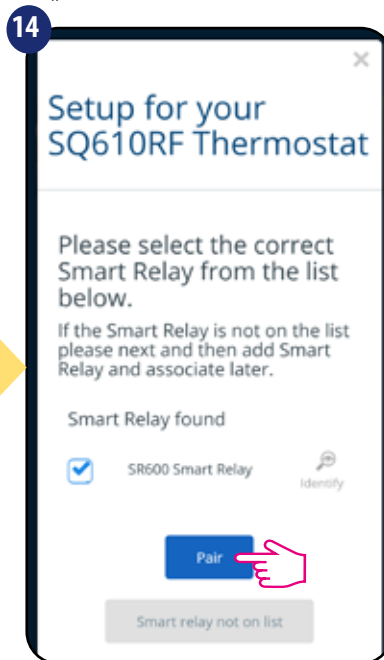 14
Setup for your
SQ610RF Thermostat
Please select the correct
Smart Relay from the list
below.
If the Smart Relay is not on the list
please next and then add Smart
Relay and associate later.
Smart Relay found
SR600 Smart Relay
Identify
Pair
Smart relay not on list